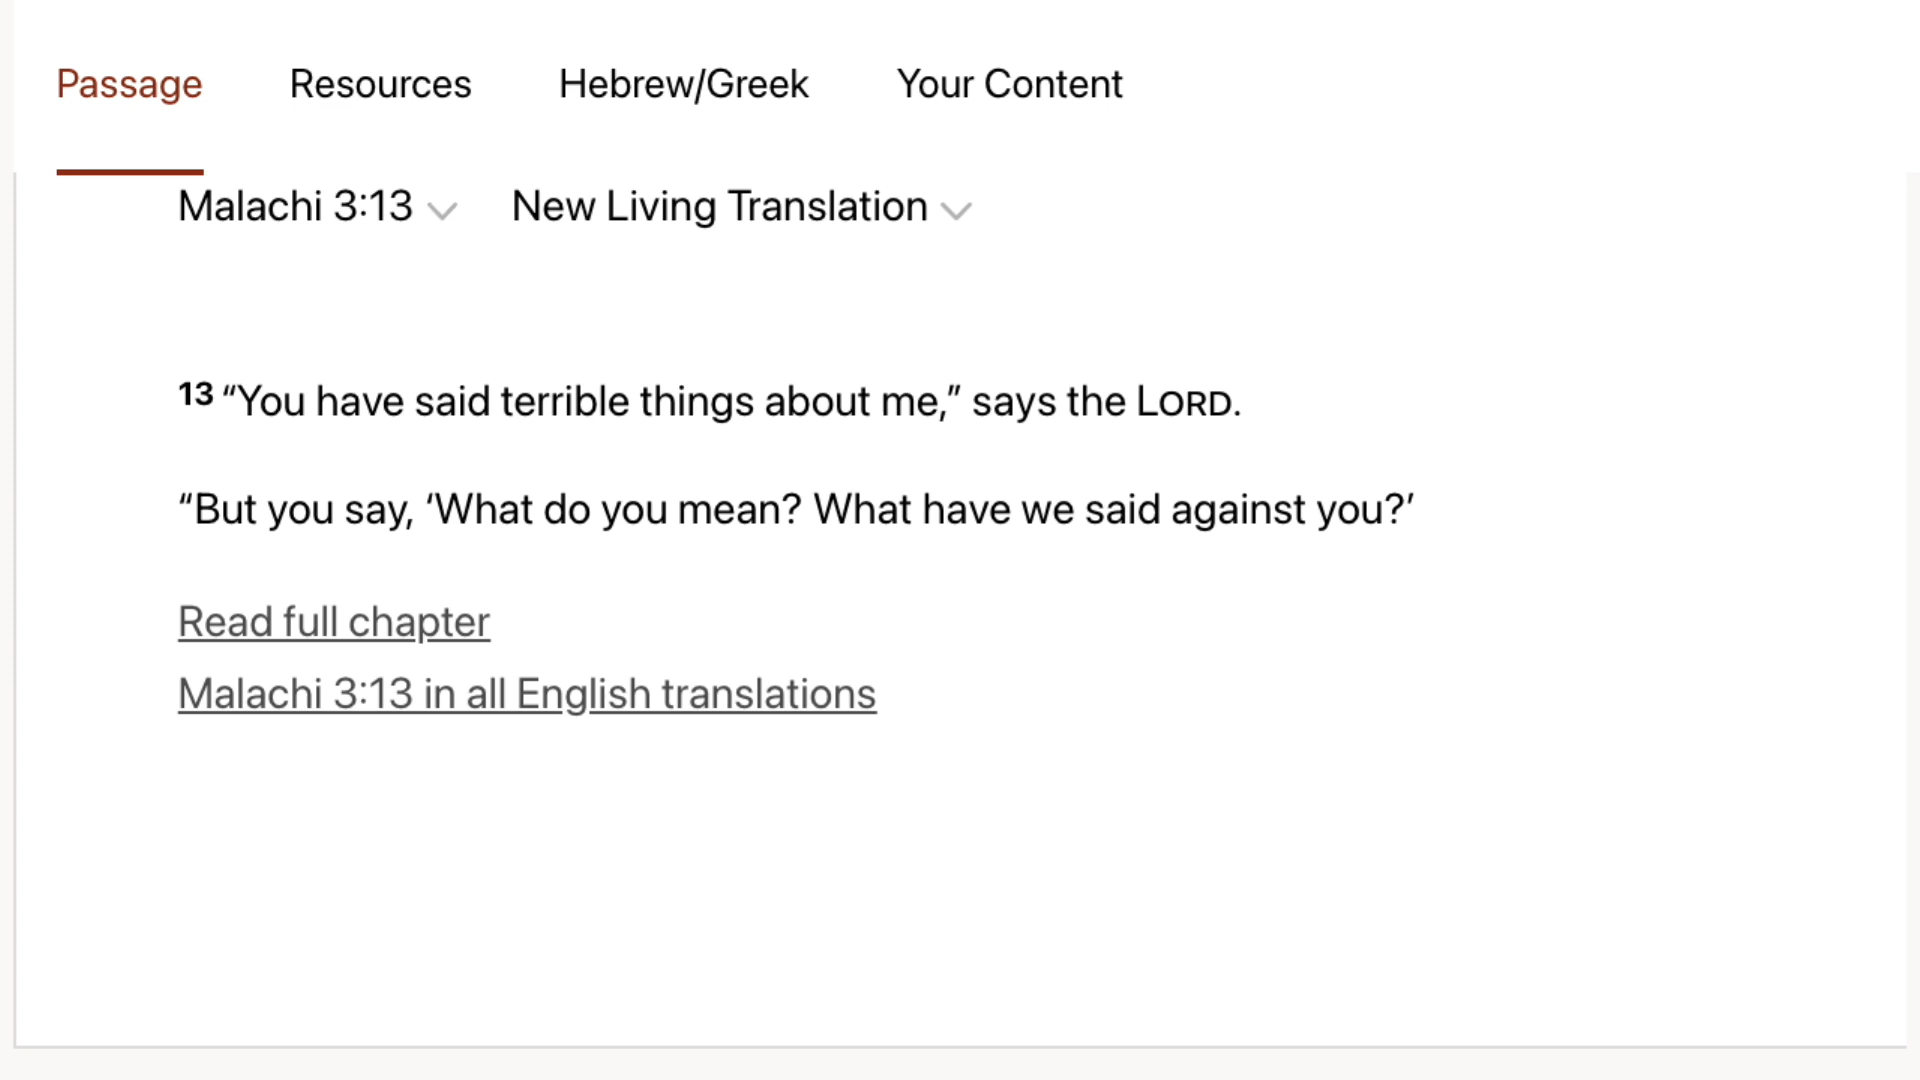 Passage Resources Hebrew/Greek Your Content
Malachi 3:13 New Living Translation
13 “You have said terrible things about me,” says the LORD.
“But you say, ‘What do you mean? What have we said against you?’
Read full chapter
Malachi 3:13 in all English translations